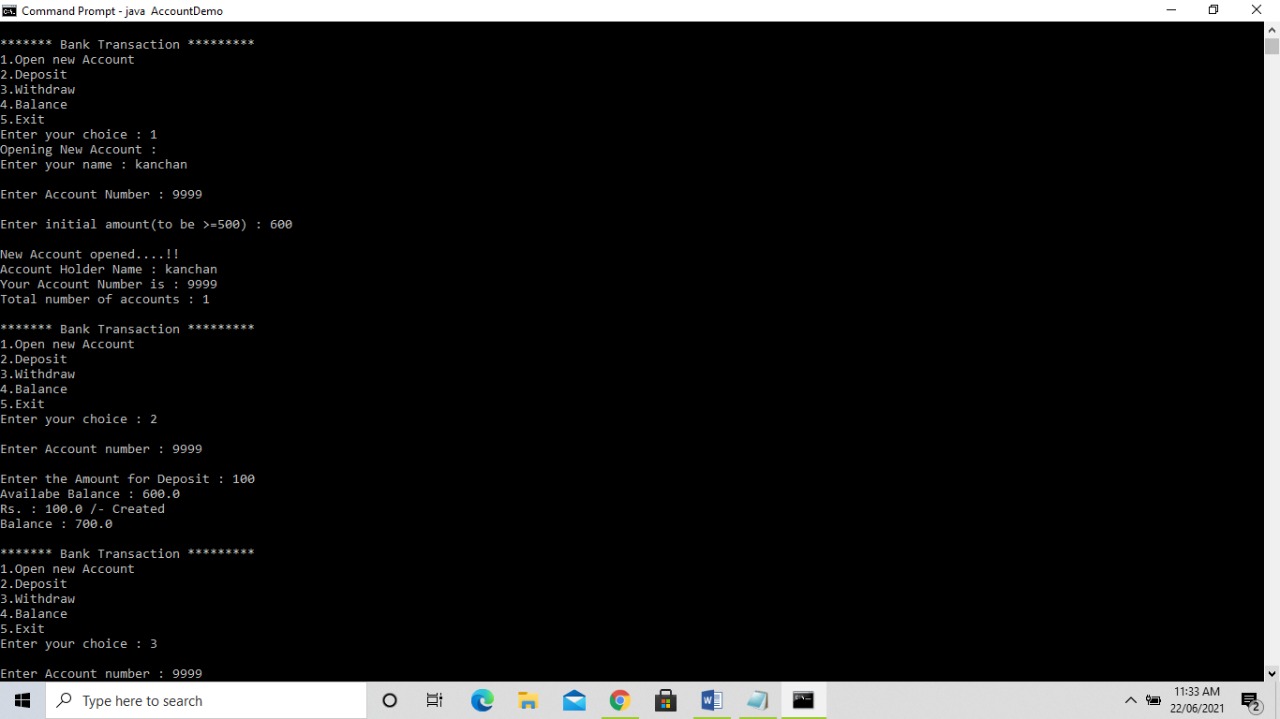 Command Prompt - java AccountDemo
******* Bank Transaction *********
1.Open new Account
2.Deposit
3.Withdraw
4.Balance
5.Exit
Enter your choice : 1
Opening New Account :
Enter your name : kanchan
Enter Account Number : 9999
Enter initial amount(to be >=500) : 600
New Account opened....!!
Account Holder Name : kanchan
Your Account Number is : 9999
Total number of accounts : 1
******* Bank Transaction *********
1.Open new Account
2.Deposit
3.Withdraw
4.Balance
5.Exit
Enter your choice : 2
Enter Account number : 9999
Enter the Amount for Deposit : 100
Availabe Balance : 600.0
Rs. : 100.0 /- Created
Balance : 700.0
******* Bank Transaction *********
1.Open new Account
2.Deposit
3.Withdraw
4.Balance
5.Exit
Enter your choice : 3
Enter Account number : 9999
Type here to search
11:33 AM
22/06/2021
2